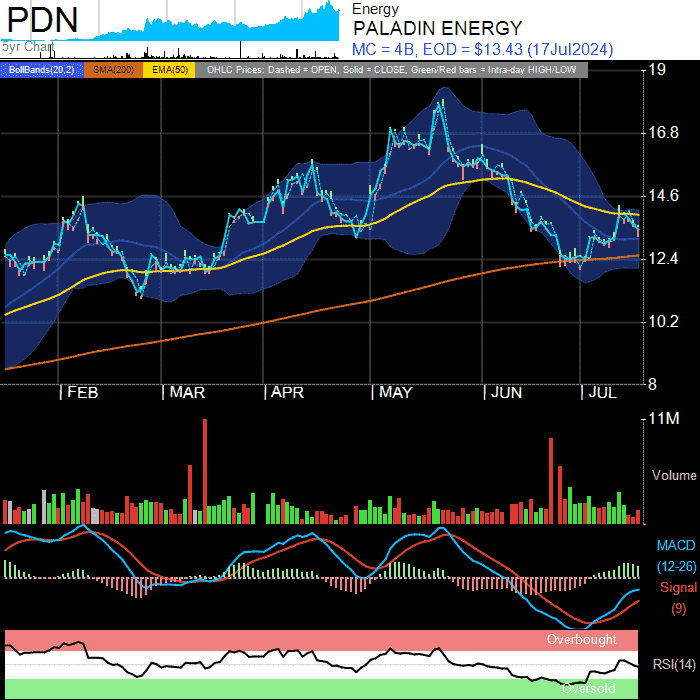 PDN
Energy
PALADIN ENERGY
5yr Chart
MC = 4B, EOD = $13.43 (17Jul2024)
BollBands(20,2) SMA(200) EMA(50) OHLC Prices: Dashed = OPEN, Solid = CLOSE, Green/Red bars = Intra-day HIGH/LOW
19
16.8
14.6
12.4
10.2
8
FEB MAR APR MAY JUN JUL
11M
Volume
MACD
(12-26)
Signal
(9)
Overbought
RSI(14)
Oversold